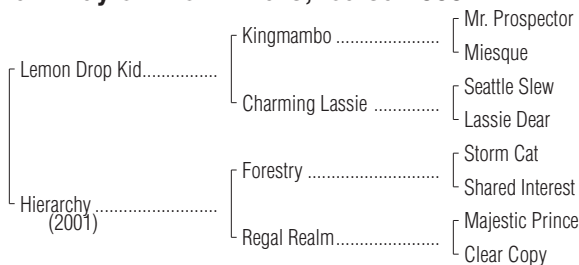 Mr. Prospector
Kingmambo ....................
Miesque
Lemon Drop Kid...............
Seattle Slew
Charming Lassie .............
Lassie Dear
Storm Cat
Forestry .........................
Shared Interest
Hierarchy ........................
(2001)
Majestic Prince
Regal Realm....................
Clear Copy